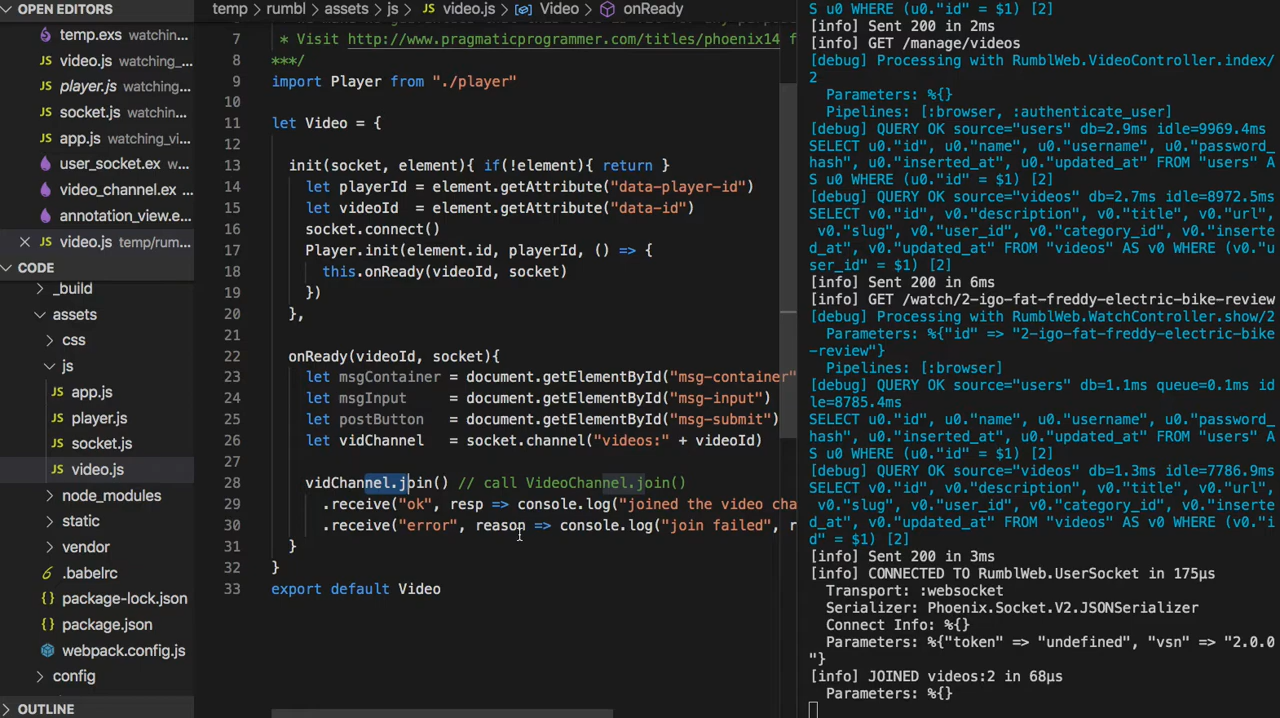 OPEN EDITORS
temp.exs watchin...
video.js watching_...
player.js watching...
socket.js watching...
app.js watching_vi...
user_socket.ex w...
video_channel.ex ...
annotation_view.e...
video.js temp/rum...
CODE
_build
assets
css
js
app.js
player.js
socket.js
video.js
node_modules
static
vendor
.babelrc
package-lock.json
package.json
webpack.config.js
config
OUTLINE
temp > rumbl > assets > js > video.js > Video > onReady
7 * Visit http://www.pragmaticprogrammer.com/titles/phoenix14 f
8 ***/
9 import Player from "./player"
10
11 let Video = {
12
13 init(socket, element){ if(!element){ return }
14 let playerId = element.getAttribute("data-player-id")
15 let videoId = element.getAttribute("data-id")
16 socket.connect()
17 Player.init(element.id, playerId, () => {
18 this.onReady(videoId, socket)
19 })
20 },
21
22 onReady(videoId, socket){
23 let msgContainer = document.getElementById("msg-container"
24 let msgInput = document.getElementById("msg-input")
25 let postButton = document.getElementById("msg-submit")
26 let vidChannel = socket.channel("videos:" + videoId)
27
28 vidChannel.join() // call VideoChannel.join()
29 .receive("ok", resp => console.log("joined the video cha
30 .receive("error", reason => console.log("join failed", r
31 }
32 }
33 export default Video
S u0 WHERE (u0."id" = $1) [2]
[info] Sent 200 in 2ms
[info] GET /manage/videos
[debug] Processing with RumblWeb.VideoController.index/
2
Parameters: %{}
Pipelines: [:browser, :authenticate_user]
[debug] QUERY OK source="users" db=2.9ms idle=9969.4ms
SELECT u0."id", u0."name", u0."username", u0."password_
hash", u0."inserted_at", u0."updated_at" FROM "users" A
S u0 WHERE (u0."id" = $1) [2]
[debug] QUERY OK source="videos" db=2.7ms idle=8972.5ms
SELECT v0."id", v0."description", v0."title", v0."url",
v0."slug", v0."user_id", v0."category_id", v0."inserte
d_at", v0."updated_at" FROM "videos" AS v0 WHERE (v0."u
ser_id" = $1) [2]
[info] Sent 200 in 6ms
[info] GET /watch/2-igo-fat-freddy-electric-bike-review
[debug] Processing with RumblWeb.WatchController.show/2
Parameters: %{"id" => "2-igo-fat-freddy-electric-bike
-review"}
Pipelines: [:browser]
[debug] QUERY OK source="users" db=1.1ms queue=0.1ms id
le=8785.4ms
SELECT u0."id", u0."name", u0."username", u0."password_
hash", u0."inserted_at", u0."updated_at" FROM "users" A
S u0 WHERE (u0."id" = $1) [2]
[debug] QUERY OK source="videos" db=1.3ms idle=7786.9ms
SELECT v0."id", v0."description", v0."title", v0."url",
v0."slug", v0."user_id", v0."category_id", v0."inserte
d_at", v0."updated_at" FROM "videos" AS v0 WHERE (v0."i
d" = $1) [2]
[info] Sent 200 in 3ms
[info] CONNECTED TO RumblWeb.UserSocket in 175µs
Transport: :websocket
Serializer: Phoenix.Socket.V2.JSONSerializer
Connect Info: %{}
Parameters: %{"token" => "undefined", "vsn" => "2.0.0
"}
[info] JOINED videos:2 in 68µs
Parameters: %{}